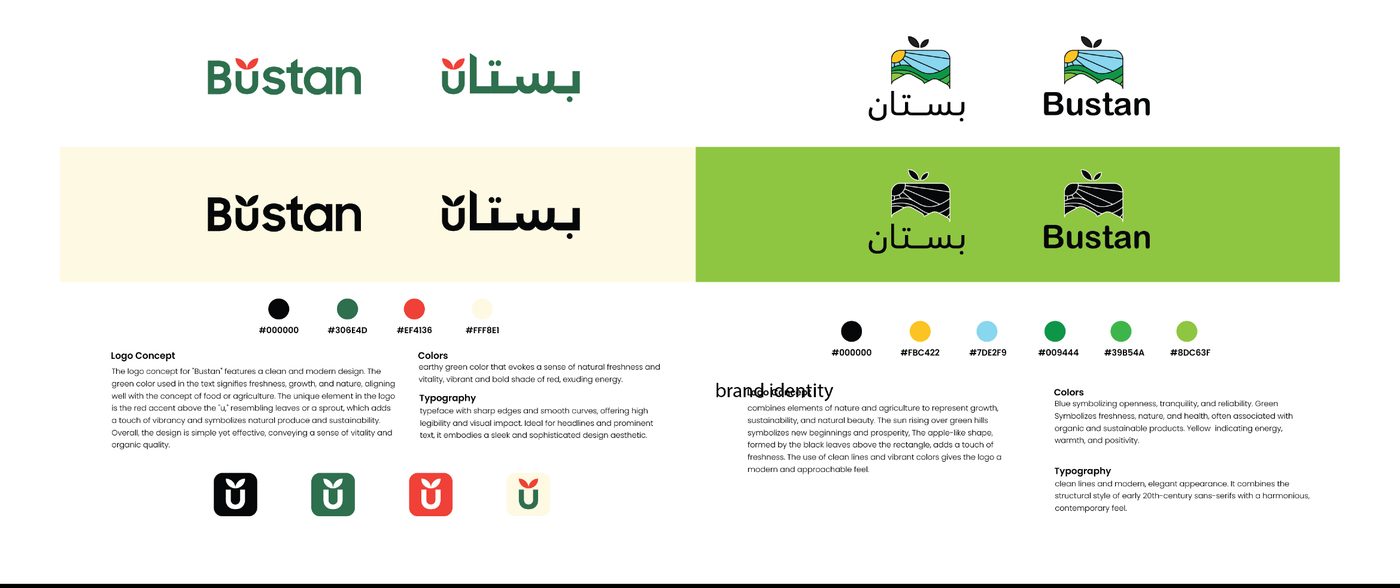 Bustan
بستان
بستان
Bustan
Bustan
بستان
بستان
Bustan
#000000
#306E4D
#EF4136
#FFF8E1
Logo Concept
The logo concept for "Bustan" features a clean and modern design. The
green color used in the text signifies freshness, growth, and nature, aligning
well with the concept of food or agriculture. The unique element in the logo
is the red accent above the "u," resembling leaves or a sprout, which adds
a touch of vibrancy and symbolizes natural produce and sustainability.
Overall, the design is simple yet effective, conveying a sense of vitality and
organic quality.
Colors
earthy green color that evokes a sense of natural freshness and
vitality, vibrant and bold shade of red, exuding energy.
Typography
typeface with sharp edges and smooth curves, offering high
legibility and visual impact. Ideal for headlines and prominent
text, it embodies a sleek and sophisticated design aesthetic.
u
u
u
u
#000000
#FBC422
#7DE2F9
#009444
#39B54A
#8DC63F
brand identity
Logo Concept
combines elements of nature and agriculture to represent growth,
sustainability, and natural beauty. The sun rising over green hills
symbolizes new beginnings and prosperity, The apple-like shape,
formed by the black leaves above the rectangle, adds a touch of
freshness. The use of clean lines and vibrant colors gives the logo a
modern and approachable feel.
Colors
Blue symbolizing openness, tranquility, and reliability. Green
Symbolizes freshness, nature, and health, often associated with
organic and sustainable products. Yellow indicating energy,
warmth, and positivity.
Typography
clean lines and modern, elegant appearance. It combines the
structural style of early 20th-century sans-serifs with a harmonious,
contemporary feel.